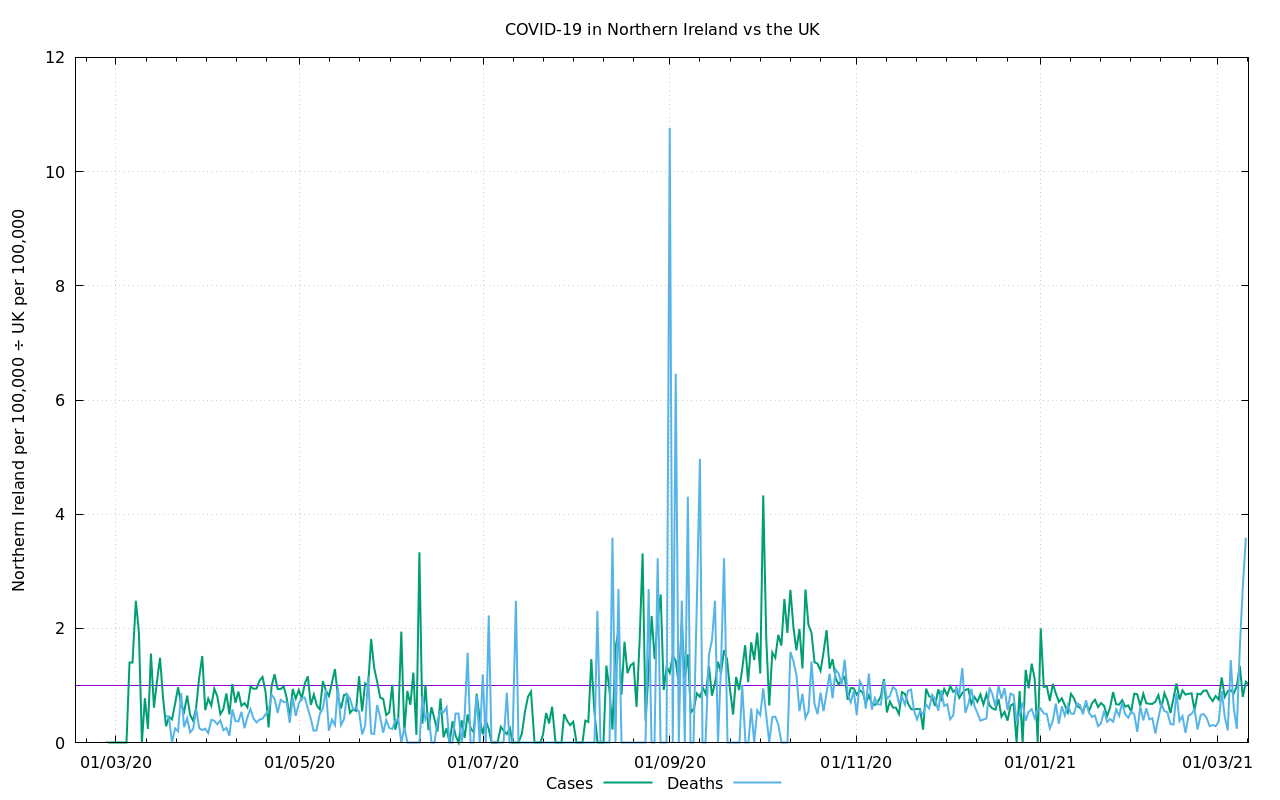 COVID-19 in Northern Ireland vs the UK
Northern Ireland per 100,000 ÷ UK per 100,000
12
10
8
6
4
2
0
01/03/20 01/05/20 01/07/20 01/09/20 01/11/20 01/01/21 01/03/21
Cases Deaths